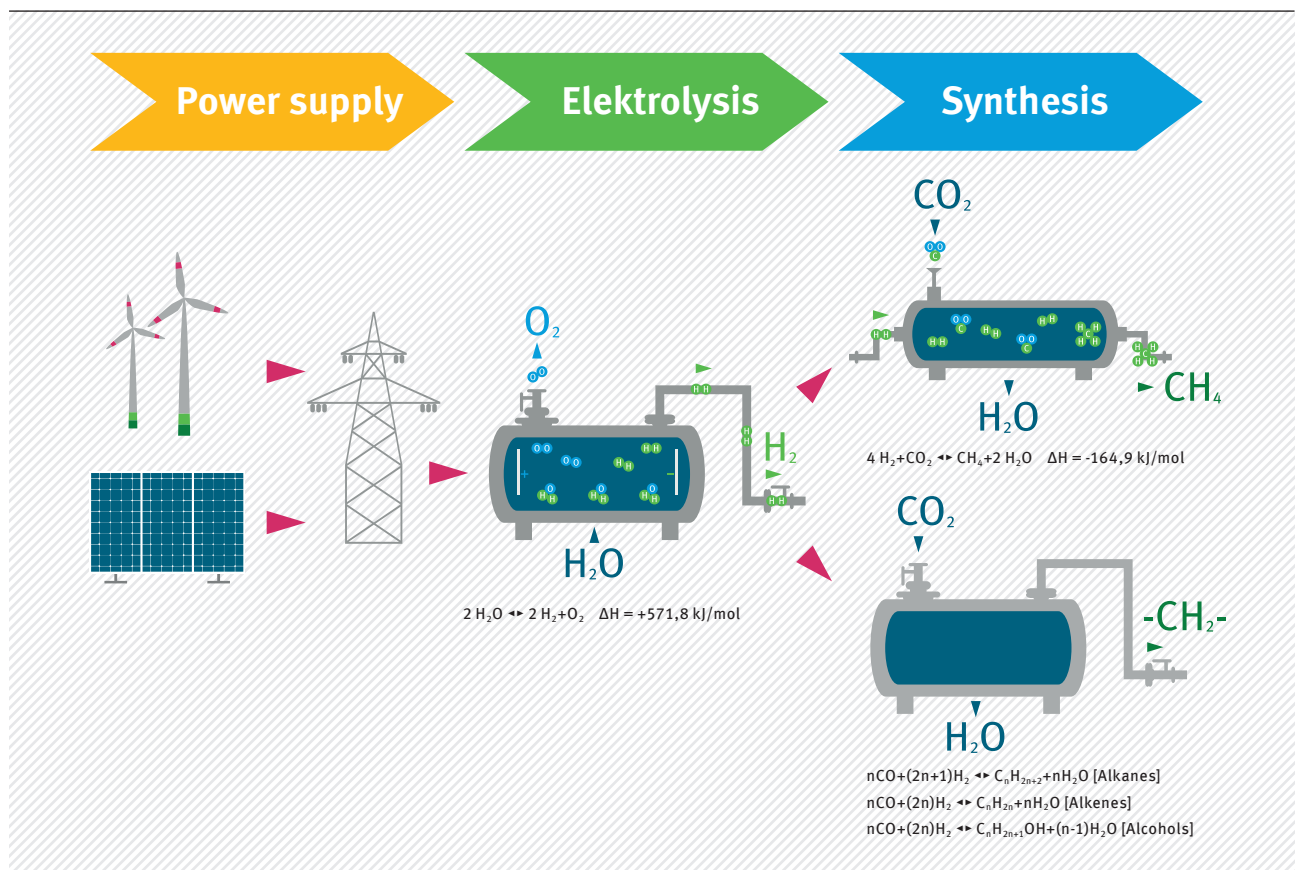 Power supply
Elektrolysis
Synthesis
O₂
O O
+
-
O O
O O
H H
H H
O H H
O H H
O H H
H₂O
2 H₂O ◄► 2 H₂+O₂ ΔH = +571,8 kJ/mol
H H
H H
H₂
H H
CO₂
O O C
H H
O O C
H H
H H
H H
O O C
H H C H H
H H C H H
CH₄
H₂O
4 H₂+CO₂ ◄► CH₄+2 H₂O ΔH = -164,9 kJ/mol
CO₂
-CH₂-
H₂O
nCO+(2n+1)H₂ ◄► CₙH₂ₙ₊₂+nH₂O [Alkanes]
nCO+(2n)H₂ ◄► CₙH₂ₙ+nH₂O [Alkenes]
nCO+(2n)H₂ ◄► CₙH₂ₙ₊₁OH+(n-1)H₂O [Alcohols]